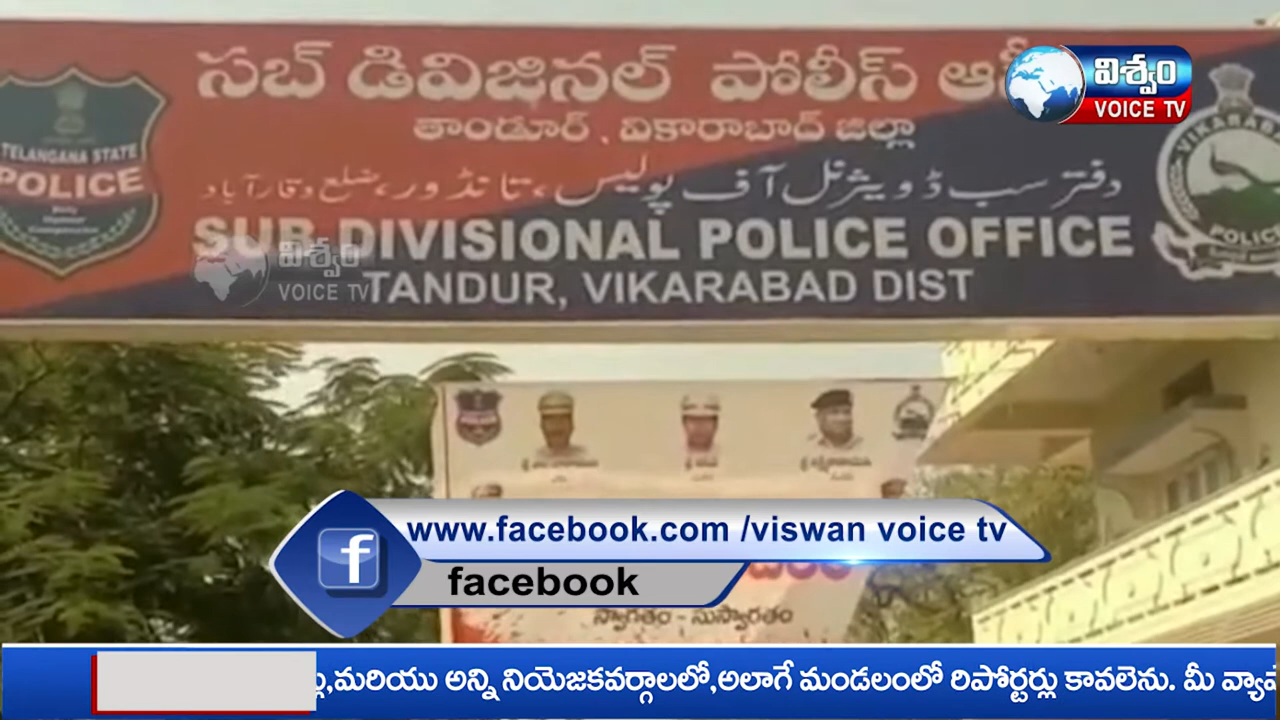 సబ్ డివిజినల్ పోలీస్
విశ్వం
VOICE TV
తాండూర్ . వికారాబాద్ జిల్లా
TELANGANA STATE
POLICE
دفتر سب ڈویژنل آف پولیس، تانڈور، ضلع وقارآباد
SUB-DIVISIONAL POLICE OFFICE
TANDUR, VIKARABAD DIST
POLICE
విశ్వం
VOICE TV
www.facebook.com /viswan voice tv
facebook
స్వాగతం - సుస్వాగతం
,మరియు అన్ని నియెజకవర్గాలలో,అలాగే మండలంలో రిపోర్టర్లు కావలెను. మీ